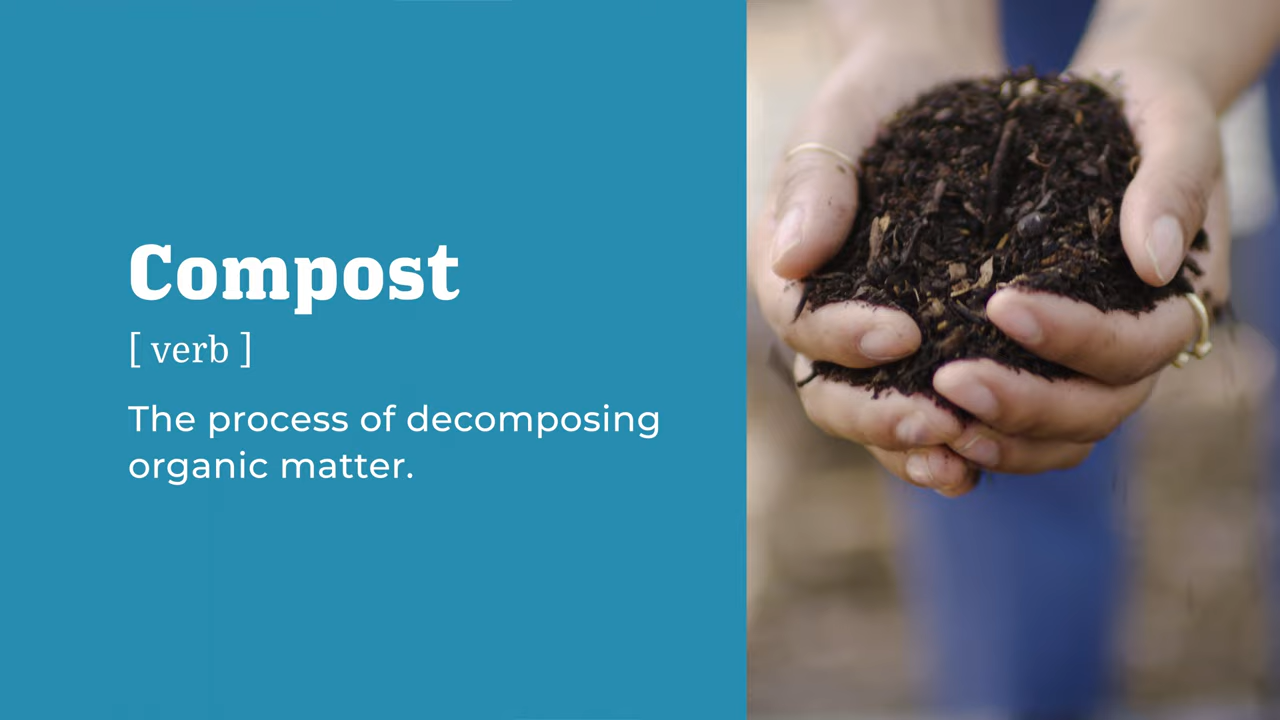 Compost
[ verb ]
The process of decomposing
organic matter.